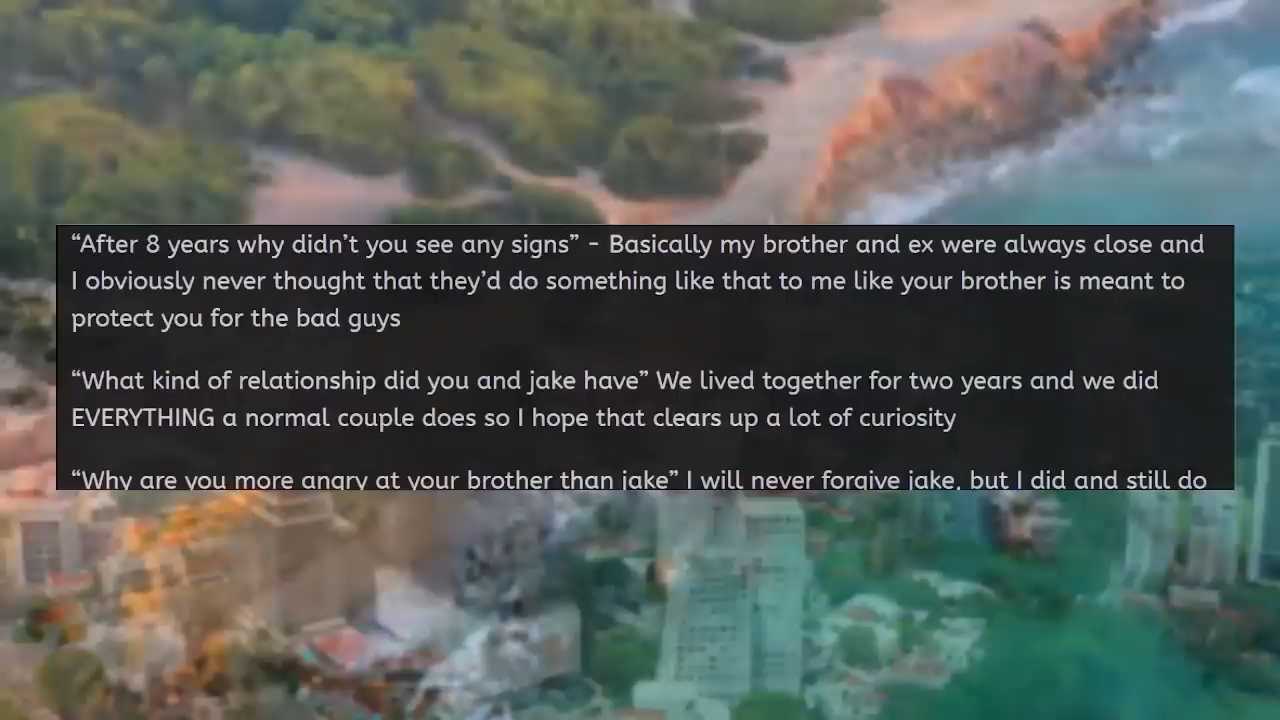 “After 8 years why didn’t you see any signs” - Basically my brother and ex were always close and
I obviously never thought that they’d do something like that to me like your brother is meant to
protect you for the bad guys
“What kind of relationship did you and jake have” We lived together for two years and we did
EVERYTHING a normal couple does so I hope that clears up a lot of curiosity
“Why are you more angry at your brother than jake” I will never forgive jake, but I did and still do